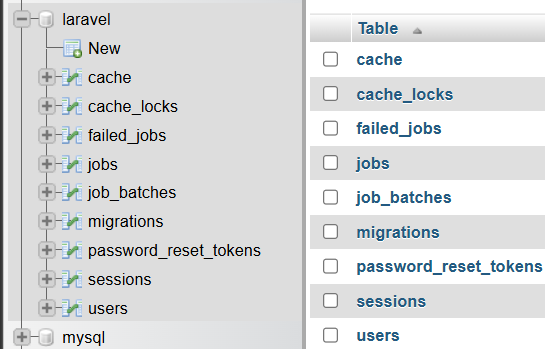 laravel
New
cache
cache_locks
failed_jobs
jobs
job_batches
migrations
password_reset_tokens
sessions
users
mysql
Table
cache
cache_locks
failed_jobs
jobs
job_batches
migrations
password_reset_tokens
sessions
users